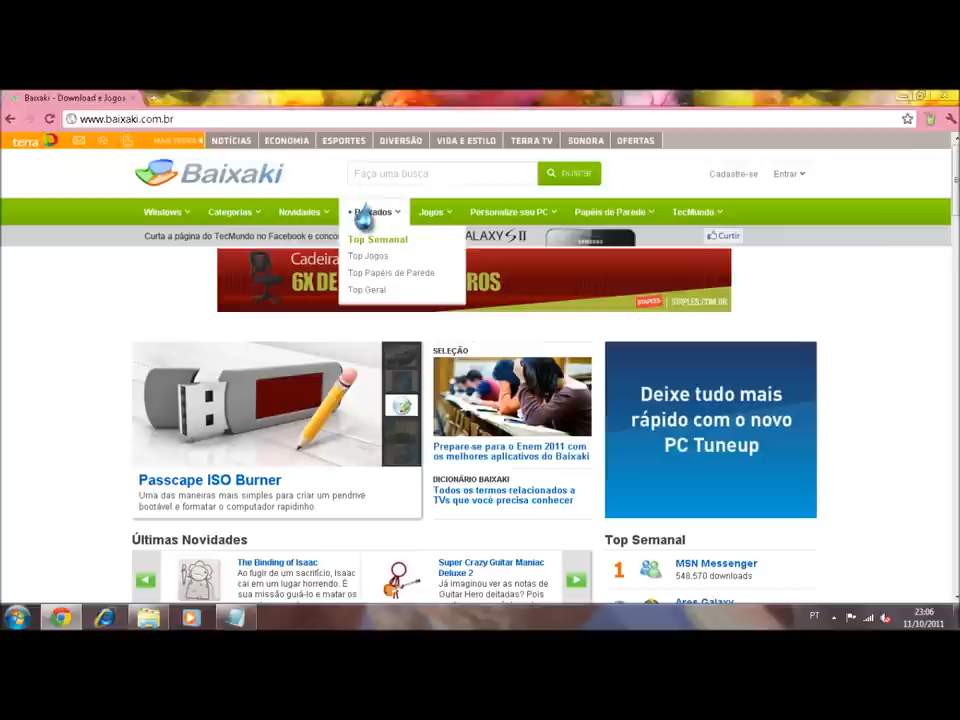 Baixaki - Download e Jogos
www.baixaki.com.br
terra
MAIS TERRA
NOTÍCIAS
ECONOMIA
ESPORTES
DIVERSÃO
VIDA E ESTILO
TERRA TV
SONORA
OFERTAS
Baixaki
Faça uma busca
BUSCAR
Cadastre-se
Entrar
Windows
Categorias
Novidades
Jogos
Personalize seu PC
Papéis de Parede
TecMundo
Curta a página do TecMundo no Facebook e
GALAXY S II
Curtir
Top Semanal
Top Jogos
Top Papéis de Parede
Top Geral
Cadeira
6X DE
STAPLES
STAPLES.COM.BR
SELEÇÃO
Prepare-se para o Enem 2011 com
os melhores aplicativos do Baixaki
Deixe tudo mais
rápido com o novo
PC Tuneup
Passcape ISO Burner
Uma das maneiras mais simples para criar um pendrive
bootável e formatar o computador rapidinho.
DICIONÁRIO BAIXAKI
Todos os termos relacionados a
TVs que você precisa conhecer
Últimas Novidades
The Binding of Isaac
Ao fugir de um sacrifício, Isaac
cai em um lugar horrendo. É
sua missão guiá-lo e matar os
Super Crazy Guitar Maniac
Deluxe 2
Já imaginou ver as notas de
Guitar Hero deitadas? Pois
Top Semanal
1
MSN Messenger
548.570 downloads
Ares Galaxy
PT
23:06
11/10/2011